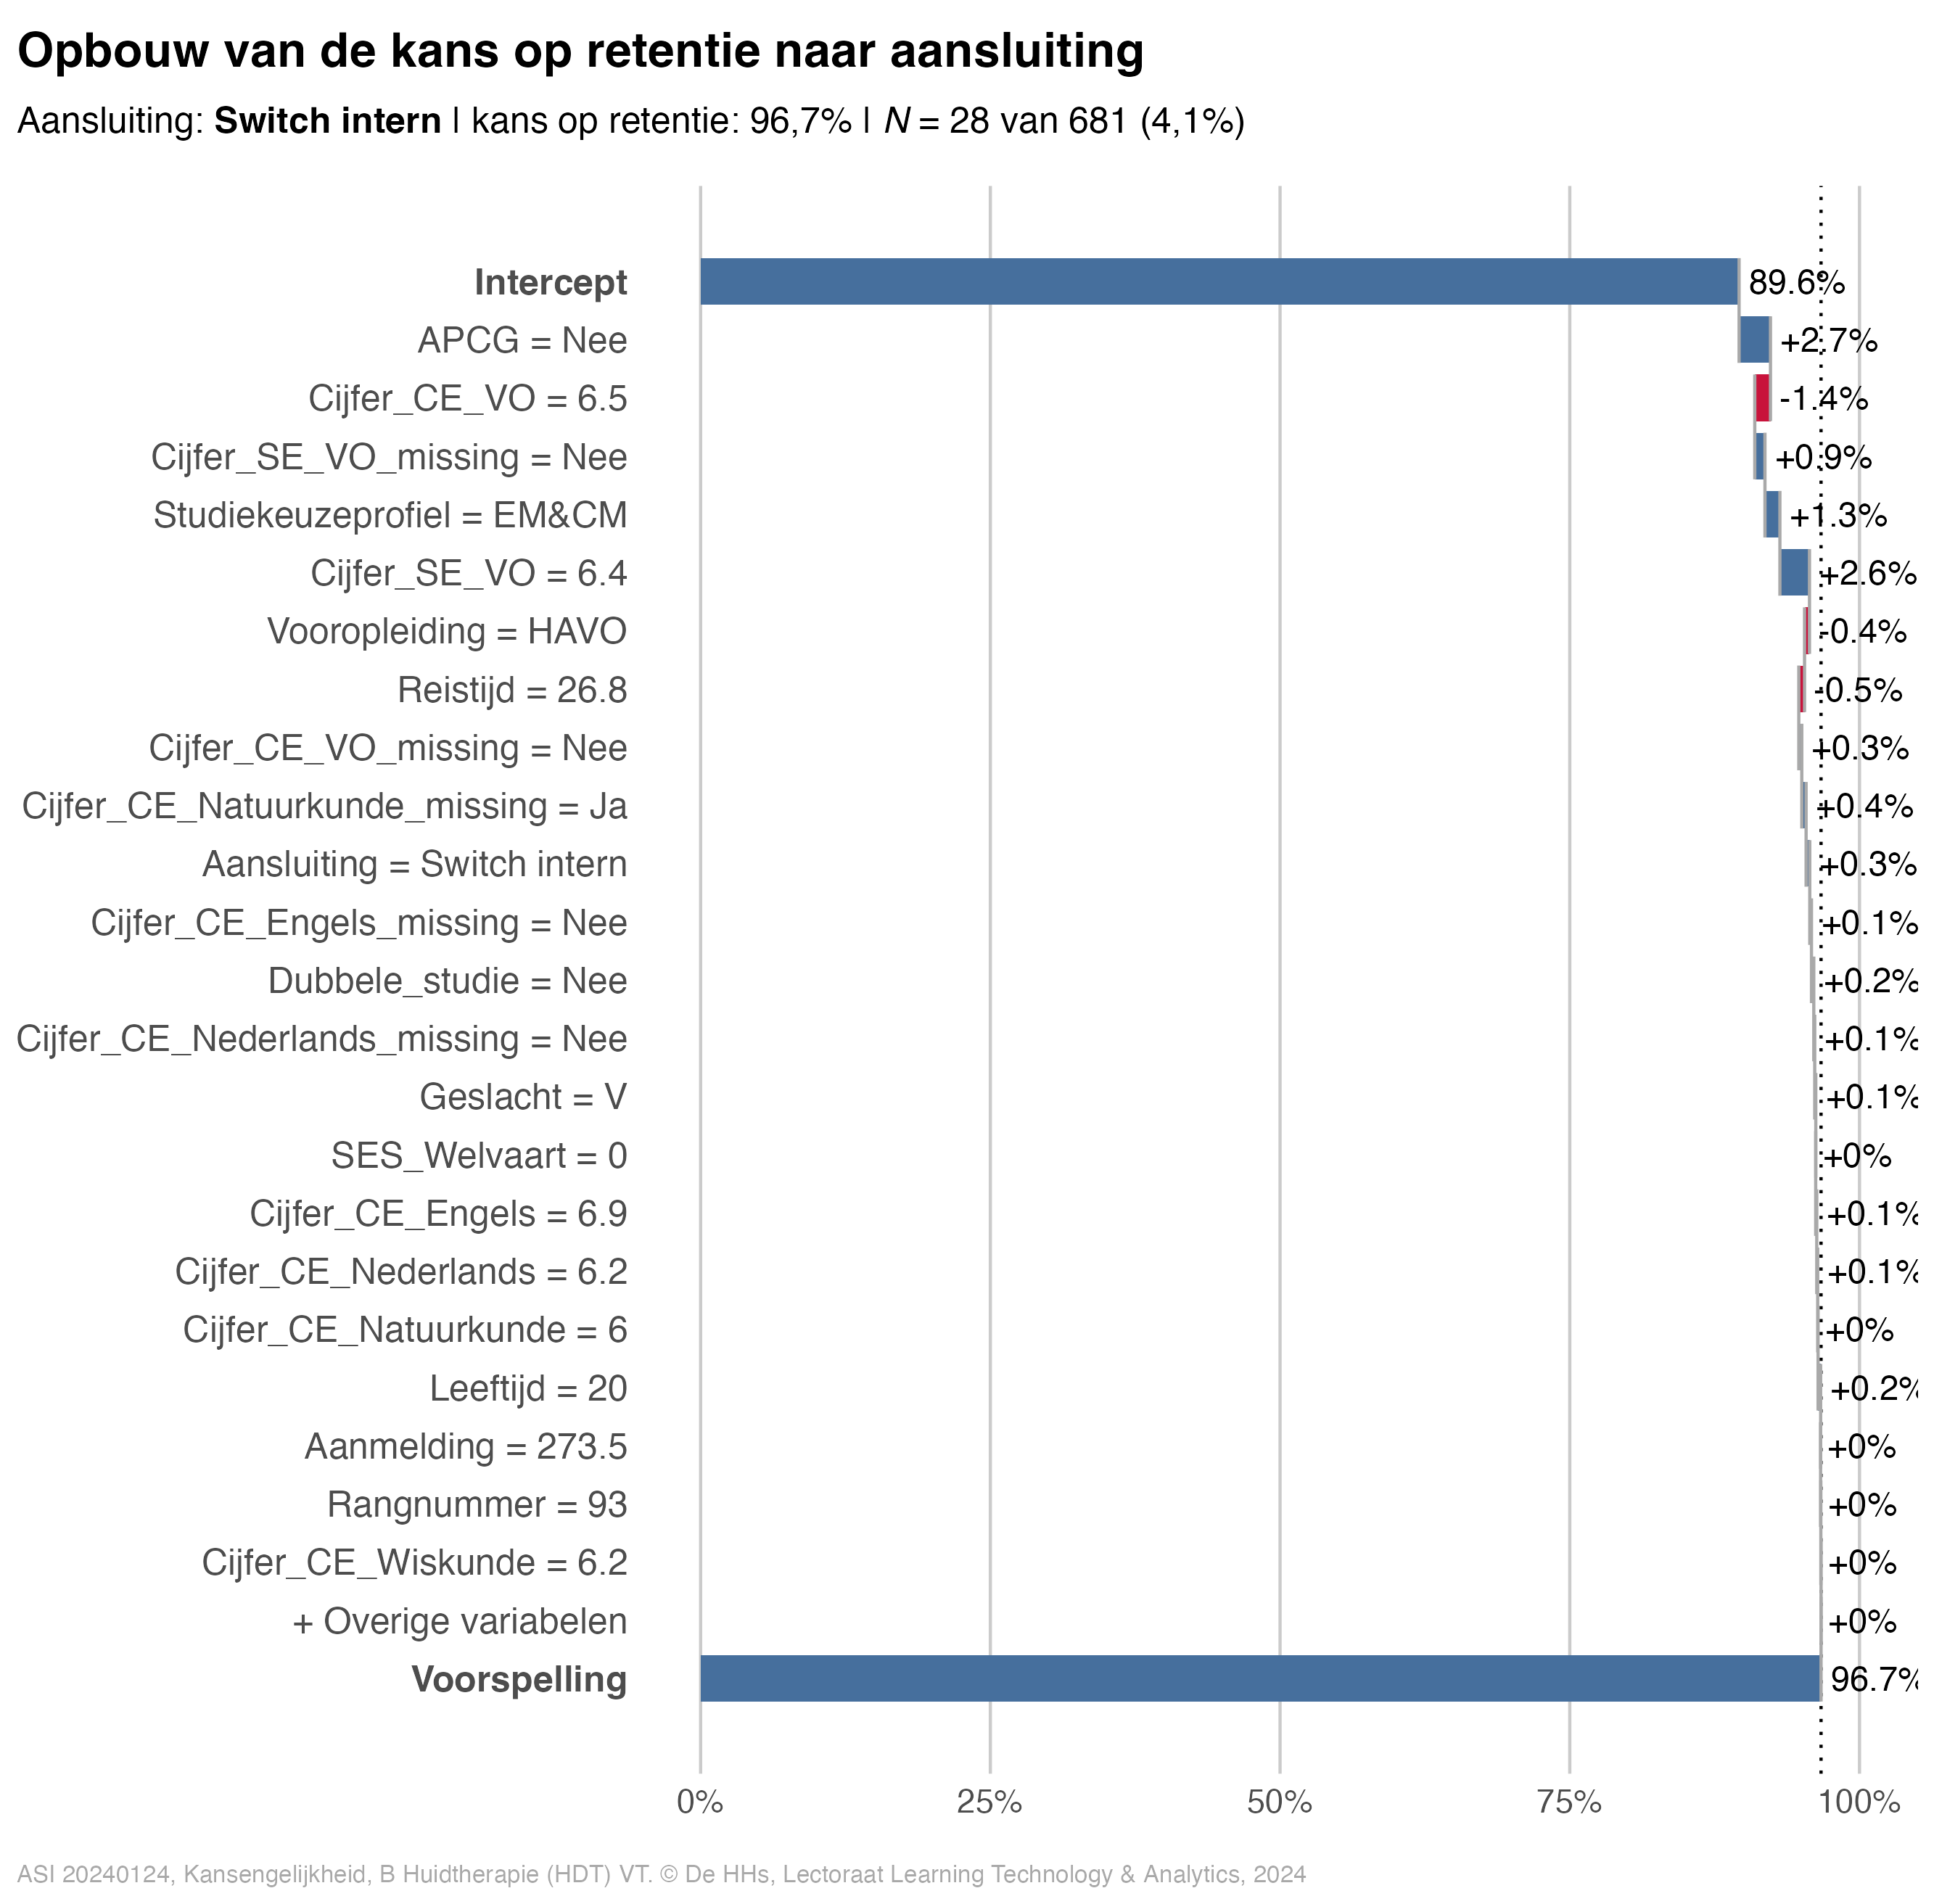 Opbouw van de kans op retentie naar aansluiting
Aansluiting: Switch intern | kans op retentie: 96,7% | N = 28 van 681 (4,1%)
Intercept 89.6%
APCG = Nee +2.7%
Cijfer_CE_VO = 6.5 -1.4%
Cijfer_SE_VO_missing = Nee +0.9%
Studiekeuzeprofiel = EM&CM +1.3%
Cijfer_SE_VO = 6.4 +2.6%
Vooropleiding = HAVO -0.4%
Reistijd = 26.8 -0.5%
Cijfer_CE_VO_missing = Nee +0.3%
Cijfer_CE_Natuurkunde_missing = Ja +0.4%
Aansluiting = Switch intern +0.3%
Cijfer_CE_Engels_missing = Nee +0.1%
Dubbele_studie = Nee +0.2%
Cijfer_CE_Nederlands_missing = Nee +0.1%
Geslacht = V +0.1%
SES_Welvaart = 0 +0%
Cijfer_CE_Engels = 6.9 +0.1%
Cijfer_CE_Nederlands = 6.2 +0.1%
Cijfer_CE_Natuurkunde = 6 +0%
Leeftijd = 20 +0.2%
Aanmelding = 273.5 +0%
Rangnummer = 93 +0%
Cijfer_CE_Wiskunde = 6.2 +0%
+ Overige variabelen +0%
Voorspelling 96.7%
0% 25% 50% 75% 100%
ASI 20240124, Kansengelijkheid, B Huidtherapie (HDT) VT. © De HHs, Lectoraat Learning Technology & Analytics, 2024